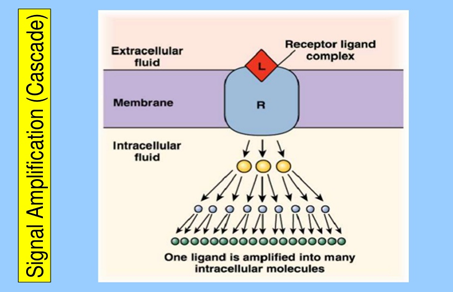 Signal Amplification (Cascade)
Extracellular
fluid
Receptor ligand
complex
L
Membrane
R
Intracellular
fluid
One ligand is amplified into many
intracellular molecules